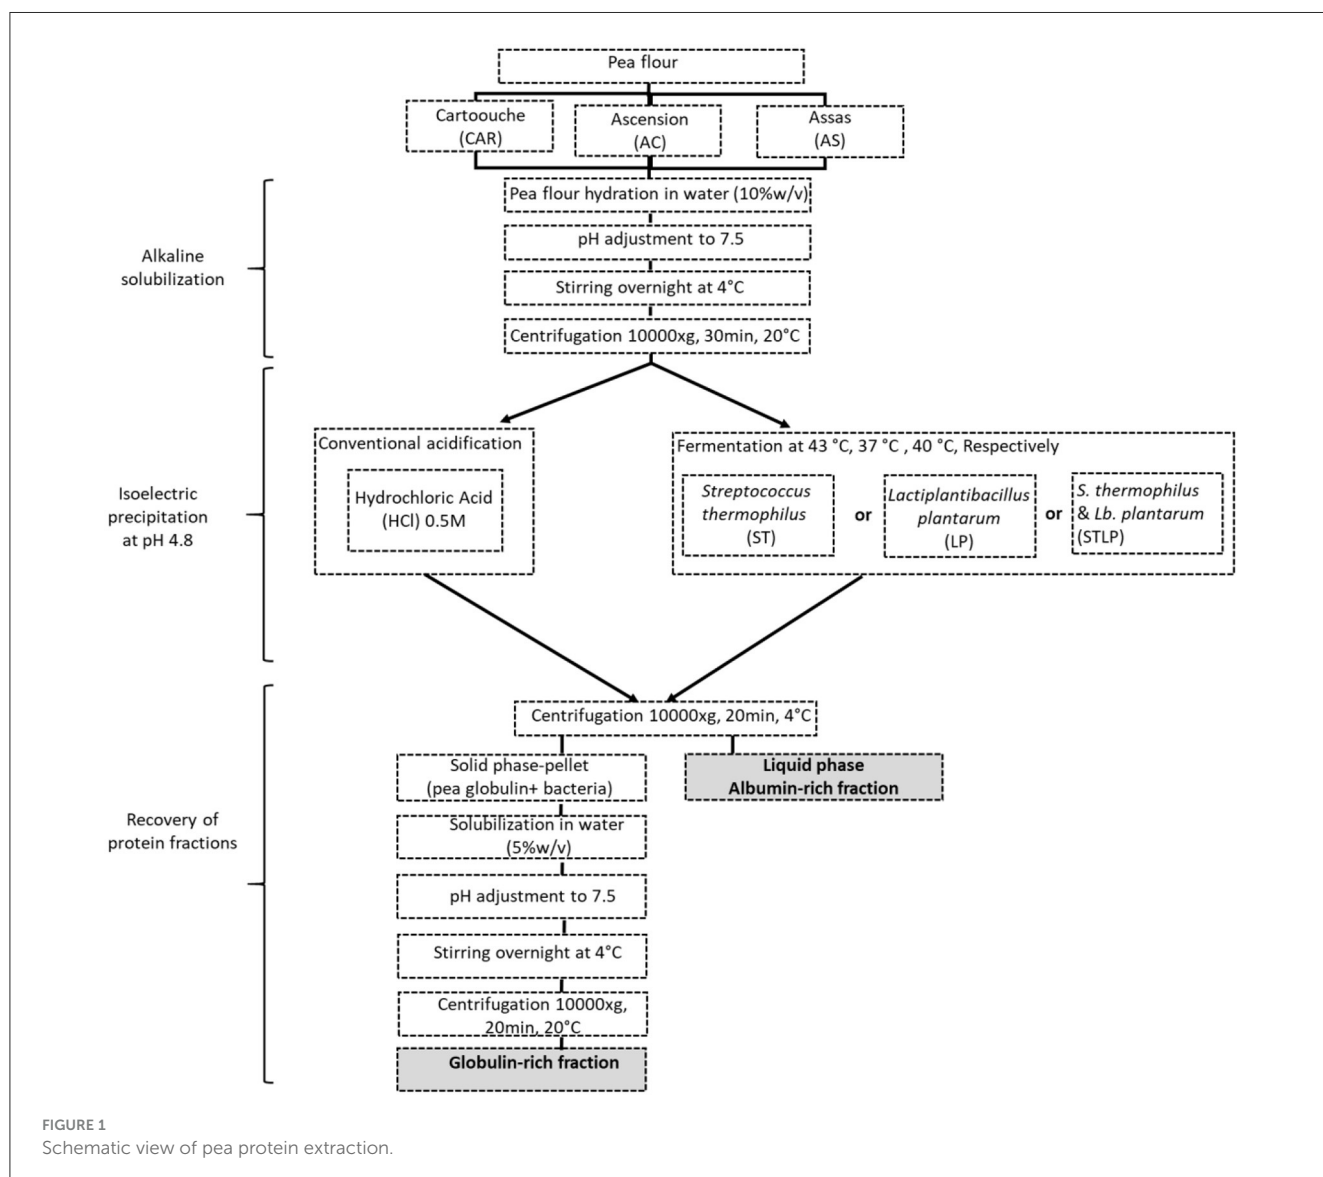 Pea flour
Cartoouche
(CAR)
Ascension
(AC)
Assas
(AS)
Alkaline
solubilization
Pea flour hydration in water (10%w/v)
pH adjustment to 7.5
Stirring overnight at 4°C
Centrifugation 10000xg, 30min, 20°C
Isoelectric
precipitation
at pH 4.8
Conventional acidification
Hydrochloric Acid
(HCl) 0.5M
Fermentation at 43 °C, 37 °C , 40 °C, Respectively
Streptococcus
thermophilus
(ST)
or
Lactiplantibacillus
plantarum
(LP)
or
S. thermophilus
& Lb. plantarum
(STLP)
Recovery of
protein fractions
Centrifugation 10000xg, 20min, 4°C
Solid phase-pellet
(pea globulin+ bacteria)
Liquid phase
Albumin-rich fraction
Solubilization in water
(5%w/v)
pH adjustment to 7.5
Stirring overnight at 4°C
Centrifugation 10000xg,
20min, 20°C
Globulin-rich fraction
FIGURE 1
Schematic view of pea protein extraction.